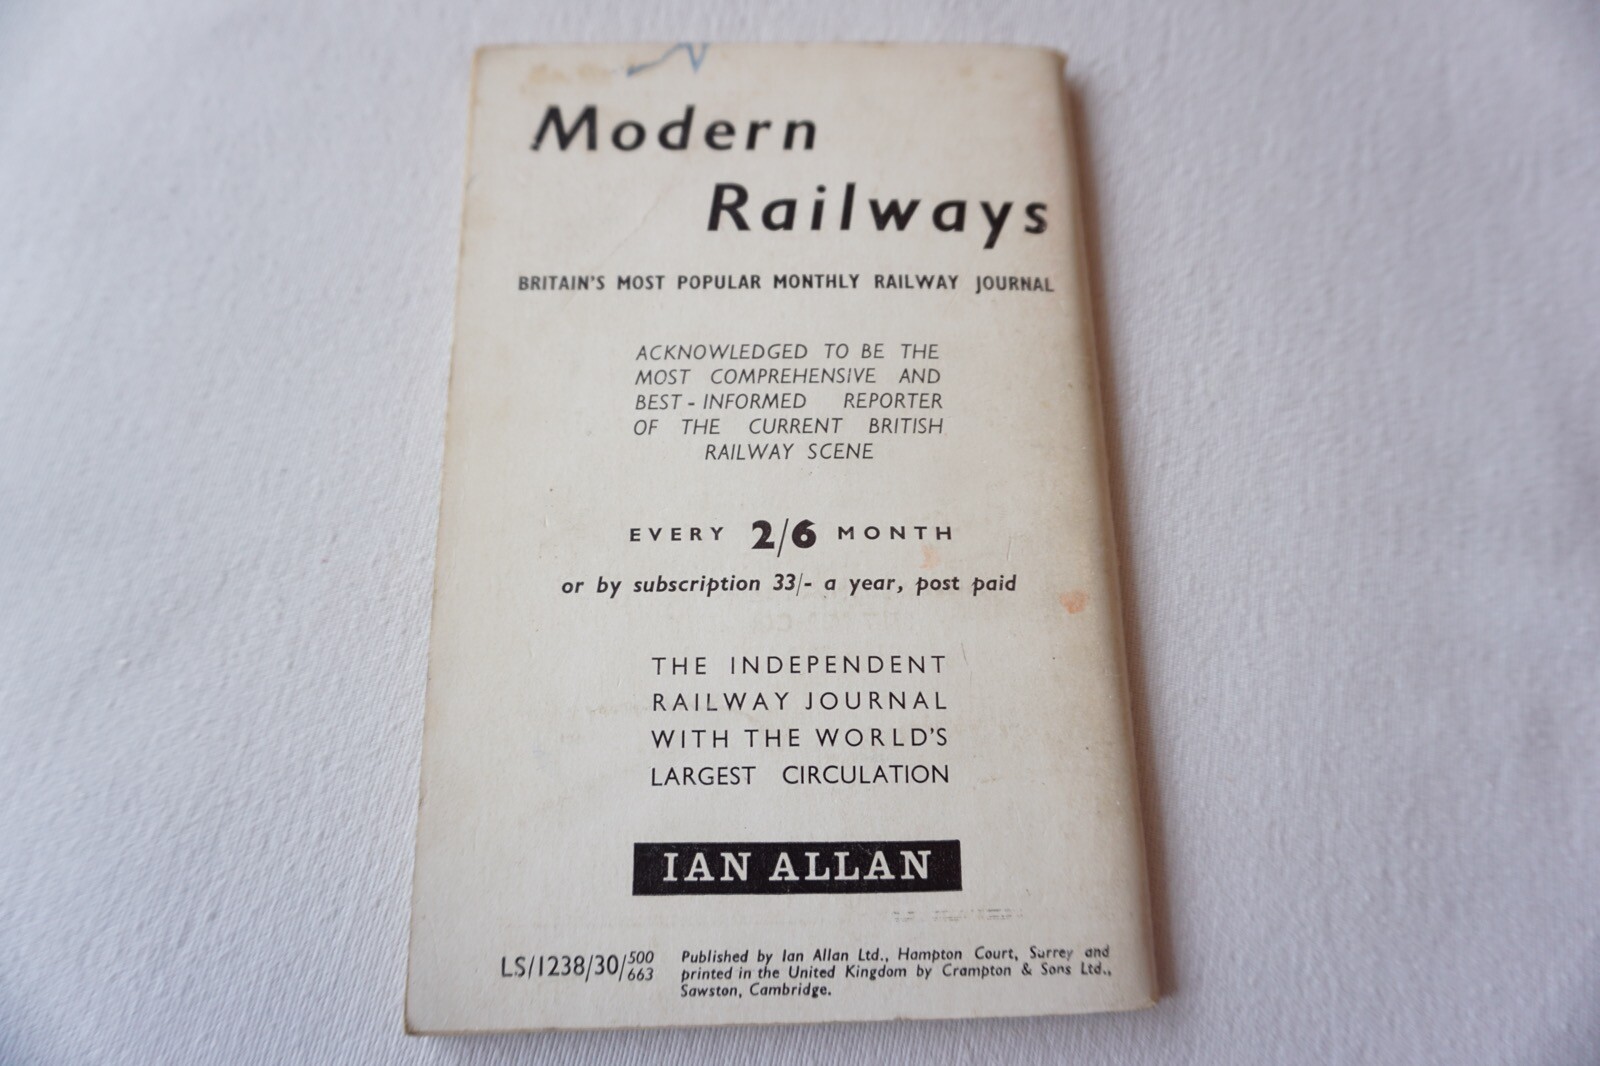 Modern
Railways
BRITAIN'S MOST POPULAR MONTHLY RAILWAY JOURNAL
ACKNOWLEDGED TO BE THE
MOST COMPREHENSIVE AND
BEST - INFORMED REPORTER
OF THE CURRENT BRITISH
RAILWAY SCENE
EVERY 2/6 MONTH
or by subscription 33/- a year, post paid
THE INDEPENDENT
RAILWAY JOURNAL
WITH THE WORLD'S
LARGEST CIRCULATION
IAN ALLAN
LS/1238/30/500/663
Published by Ian Allan Ltd., Hampton Court, Surrey and
printed in the United Kingdom by Crampton & Sons Ltd.,
Sawston, Cambridge.